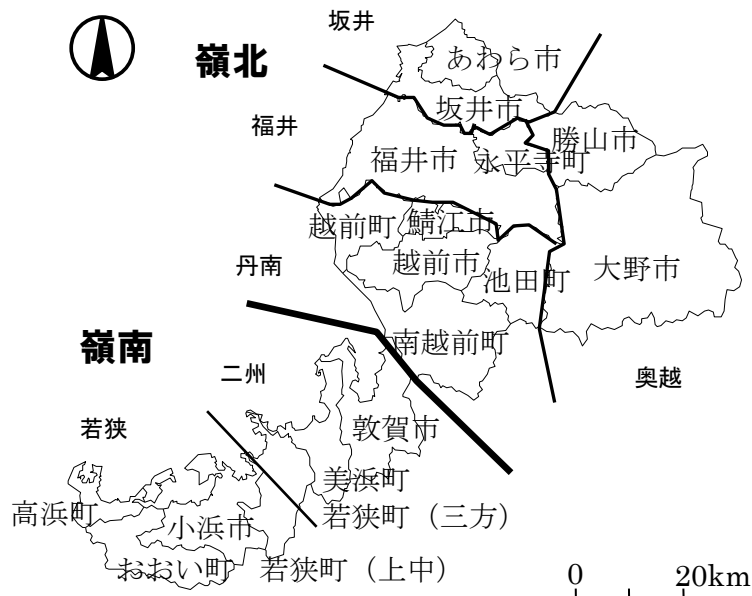 坂井
嶺北
あわら市
坂井市
福井
勝山市
福井市
永平寺町
越前町
鯖江市
丹南
越前市
池田町
大野市
嶺南
南越前町
二州
奥越
若狭
敦賀市
美浜町
高浜町
小浜市
若狭町（三方）
おおい町
若狭町（上中）
0 20km